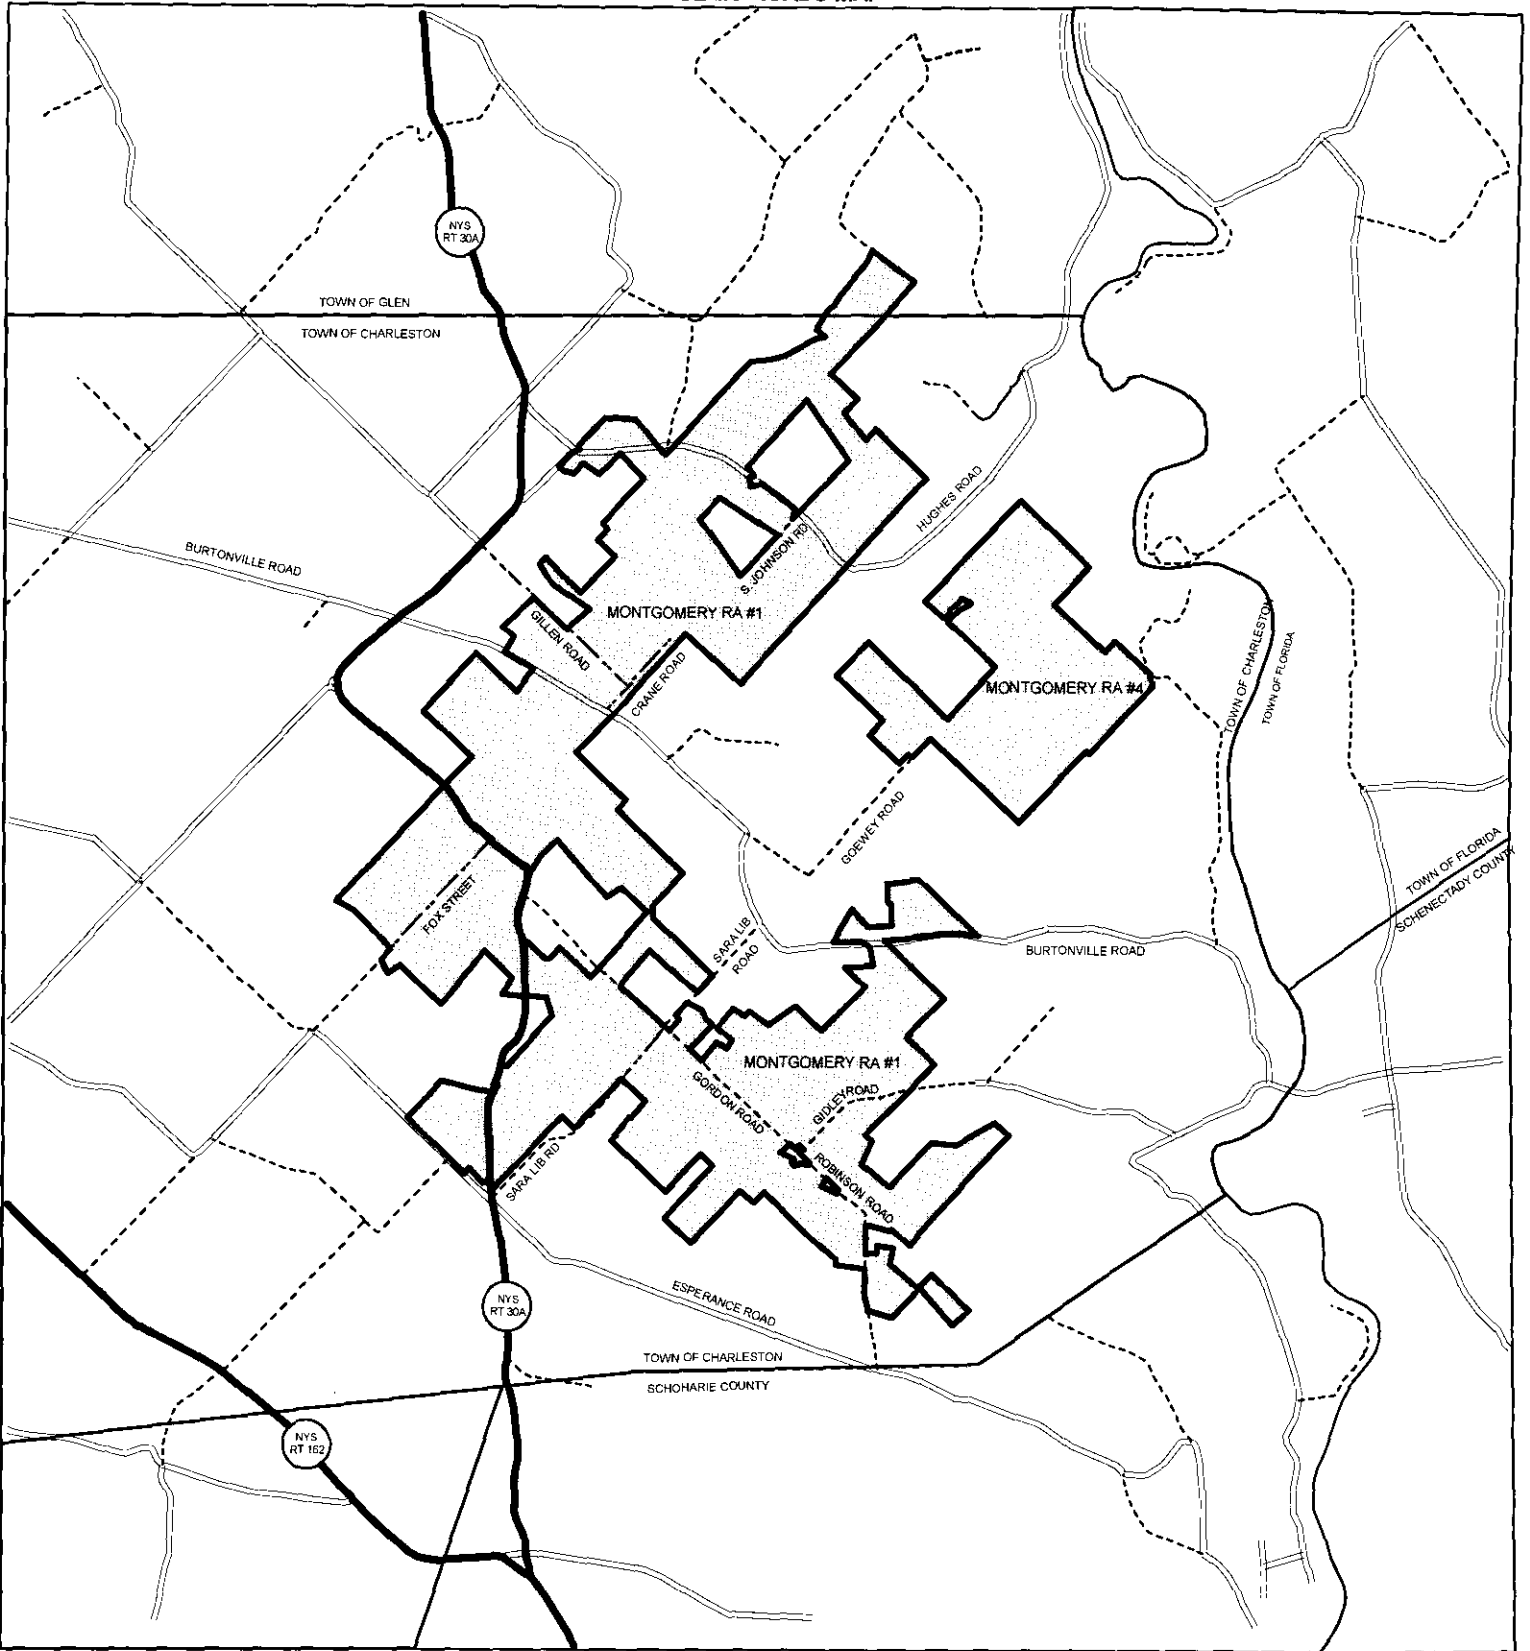 NYS
RT 30A
TOWN OF GLEN
TOWN OF CHARLESTON
HUGHES ROAD
BURTONVILLE ROAD
S. JOHNSON RD
MONTGOMERY RA #1
GILLEN ROAD
CRANE ROAD
MONTGOMERY RA #4
TOWN OF CHARLESTON
TOWN OF FLORIDA
GOEWEY ROAD
TOWN OF FLORIDA
SCHENECTADY COUNTY
FOX STREET
SARA LIB
ROAD
BURTONVILLE ROAD
MONTGOMERY RA #1
GORDON ROAD
GIDLEY ROAD
ROBINSON ROAD
SARA LIB RD
NYS
RT 30A
ESPERANCE ROAD
TOWN OF CHARLESTON
SCHOHARIE COUNTY
NYS
RT 162